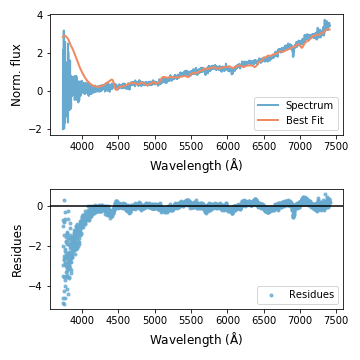 Norm. flux
4
2
0
−2
Spectrum
Best Fit
4000 4500 5000 5500 6000 6500 7000 7500
Wavelength (Å)
Residues
0
−2
−4
Residues
4000 4500 5000 5500 6000 6500 7000 7500
Wavelength (Å)